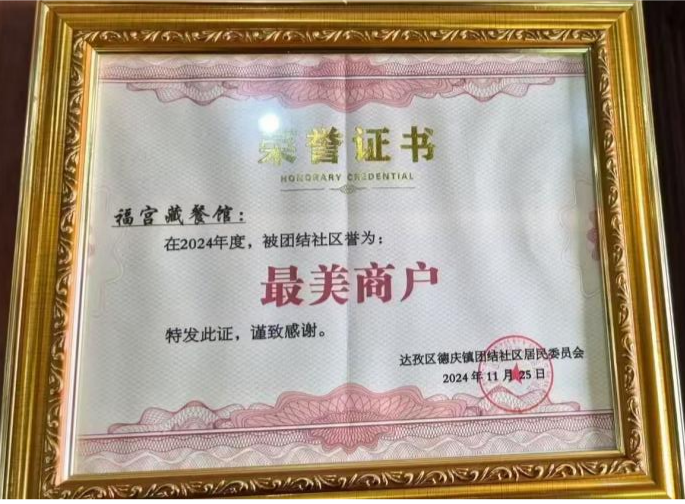 荣誉证书
HONORARY CREDENTIAL
福宫藏餐馆：
在2024年度，被团结社区誉为：
最美商户
特发此证，谨致感谢。
达孜区德庆镇团结社区居民委员会
2024年11月25日